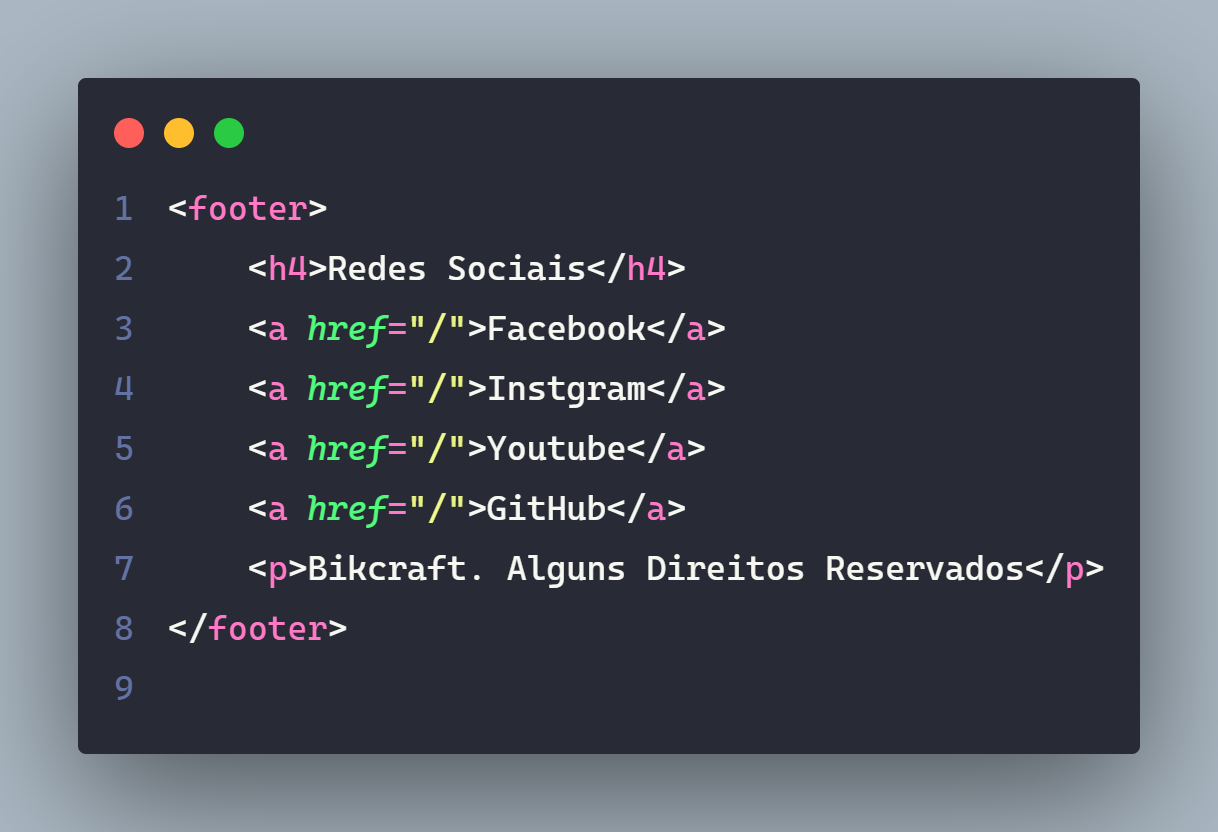 1 <footer>
2     <h4>Redes Sociais</h4>
3     <a href="/">Facebook</a>
4     <a href="/">Instgram</a>
5     <a href="/">Youtube</a>
6     <a href="/">GitHub</a>
7     <p>Bikcraft. Alguns Direitos Reservados</p>
8 </footer>
9